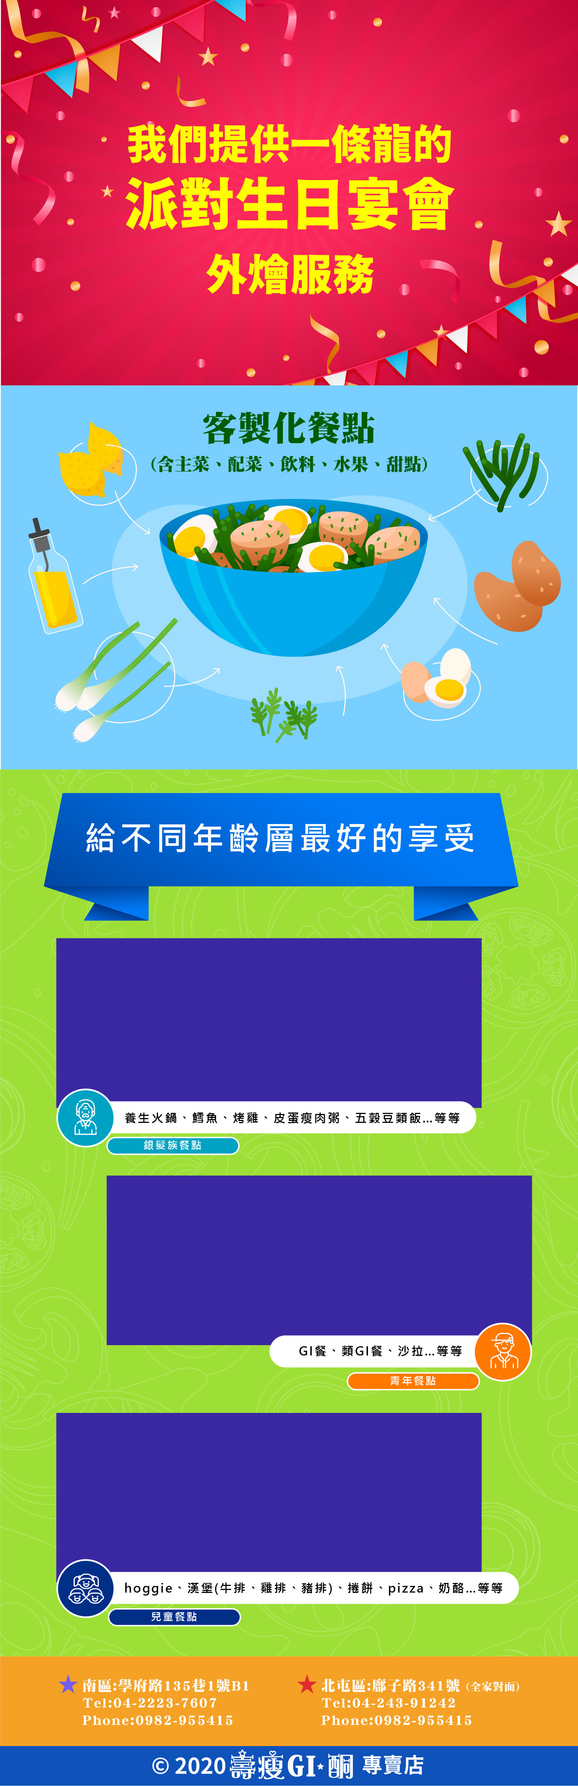 我們提供一條龍的
派對生日宴會
外燴服務
客製化餐點
(含主菜、配菜、飲料、水果、甜點)
給不同年齡層最好的享受
養生火鍋、鱈魚、烤雞、皮蛋瘦肉粥、五穀豆類飯...等等
銀髮族餐點
GI餐、類GI餐、沙拉...等等
青年餐點
hoggie、漢堡(牛排、雞排、豬排)、捲餅、pizza、奶酪...等等
兒童餐點
南區:學府路135巷1號B1
Tel:04-2223-7607
Phone:0982-955415
北屯區:廍子路341號 (全家對面)
Tel:04-243-91242
Phone:0982-955415
© 2020 壽瘦GI★酮 專賣店